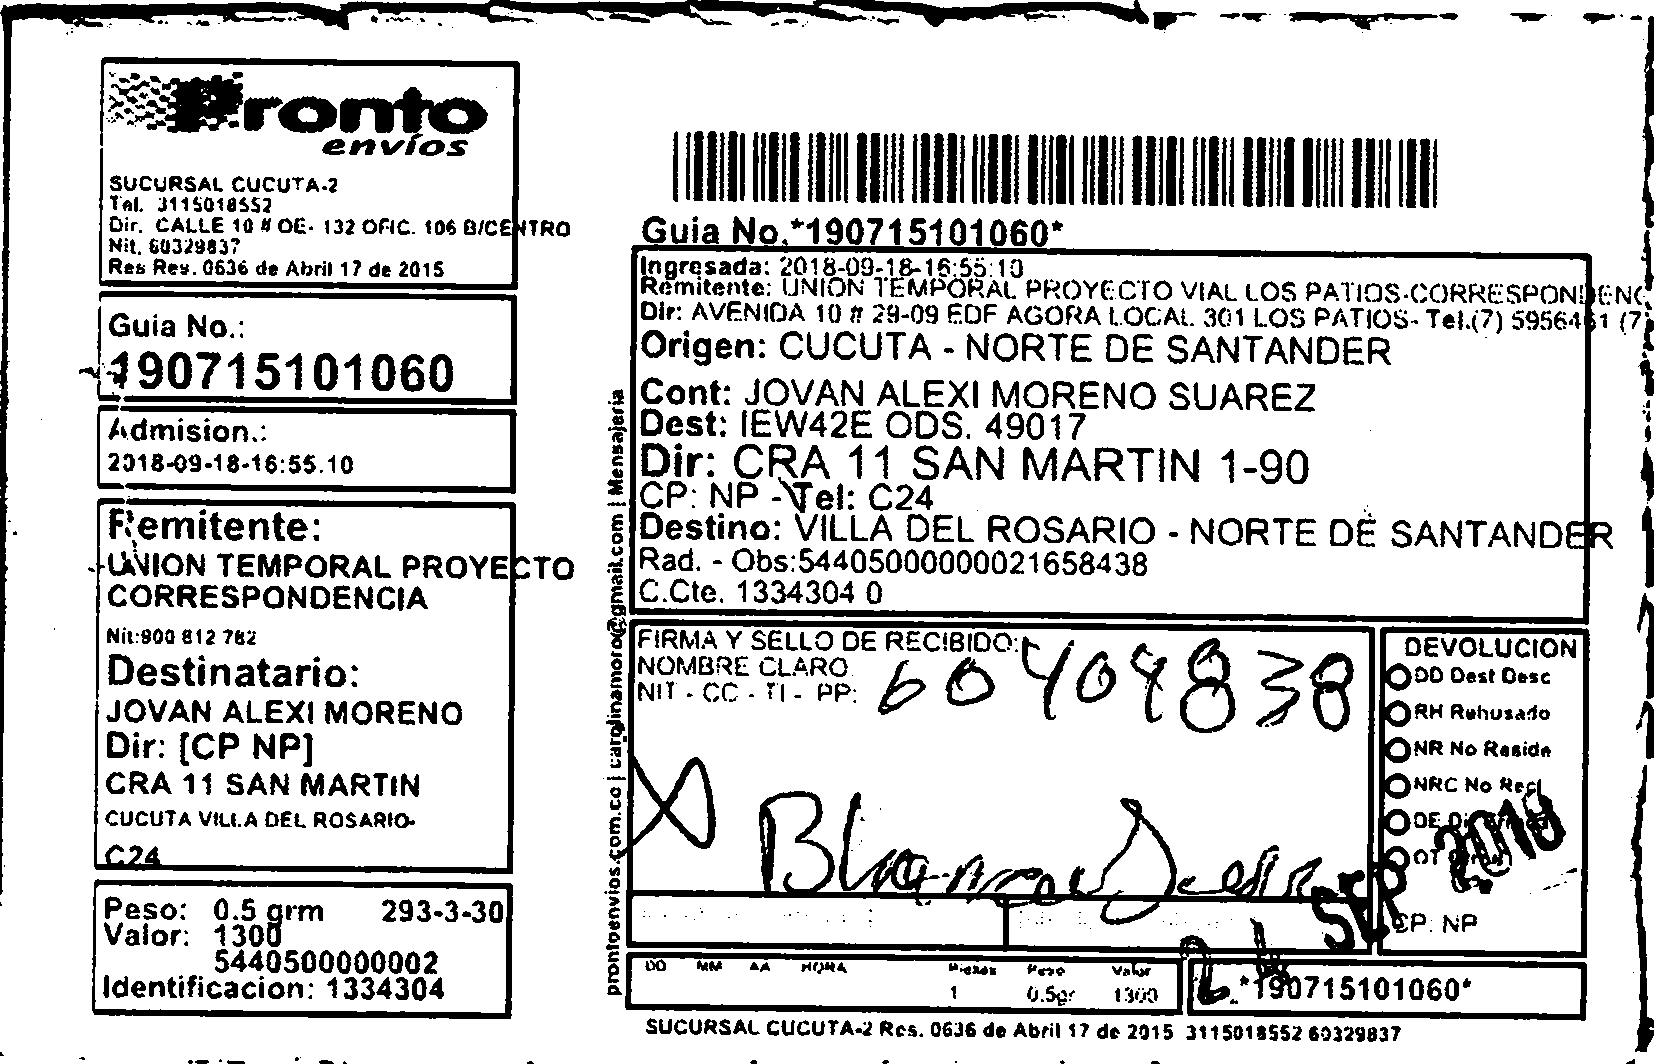 Pronto
envíos
SUCURSAL CUCUTA-2
Tel. 3115018552
Dir. CALLE 10 # OE- 132 OFIC. 106 B/CENTRO
Nit. 60329837
Res Res. 0636 de Abril 17 de 2015
Guia No.:
190715101060
Admision.:
2018-09-18-16:55.10
Remitente:
UNION TEMPORAL PROYECTO
CORRESPONDENCIA
Nit:900 812 782
Destinatario:
JOVAN ALEXI MORENO
Dir: [CP NP]
CRA 11 SAN MARTIN
CUCUTA VILLA DEL ROSARIO-
C24
Peso: 0.5 grm 293-3-30
Valor: 1300
5440500000002
Identificacion: 1334304
prontoenvios.com.co | carolinamoro@gmail.com | Mensajeria
Guia No.*190715101060*
Ingresada: 2018-09-18-16:55:10
Remitente: UNION TEMPORAL PROYECTO VIAL LOS PATIOS-CORRESPONDENC
Dir: AVENIDA 10 # 29-09 EDF AGORA LOCAL 301 LOS PATIOS- Tel.(7) 5956461 (7)
Origen: CUCUTA - NORTE DE SANTANDER
Cont: JOVAN ALEXI MORENO SUAREZ
Dest: IEW42E ODS. 49017
Dir: CRA 11 SAN MARTIN 1-90
CP: NP - Tel: C24
Destino: VILLA DEL ROSARIO - NORTE DE SANTANDER
Rad. - Obs:54405000000021658438
C.Cte. 1334304 0
FIRMA Y SELLO DE RECIBIDO:
NOMBRE CLARO
NIT - CC - TI - PP:
60404838
X Blanca
24 SEP 2018
DEVOLUCION
DD Dest Desc
RH Rehusado
NR No Reside
NRC No Recl
DE
OT
CP: NP
DD MM AA HORA Piezas Peso Valor
1 0.5gr 1300
*190715101060*
SUCURSAL CUCUTA-2 Res. 0636 de Abril 17 de 2015 3115018552 60329837